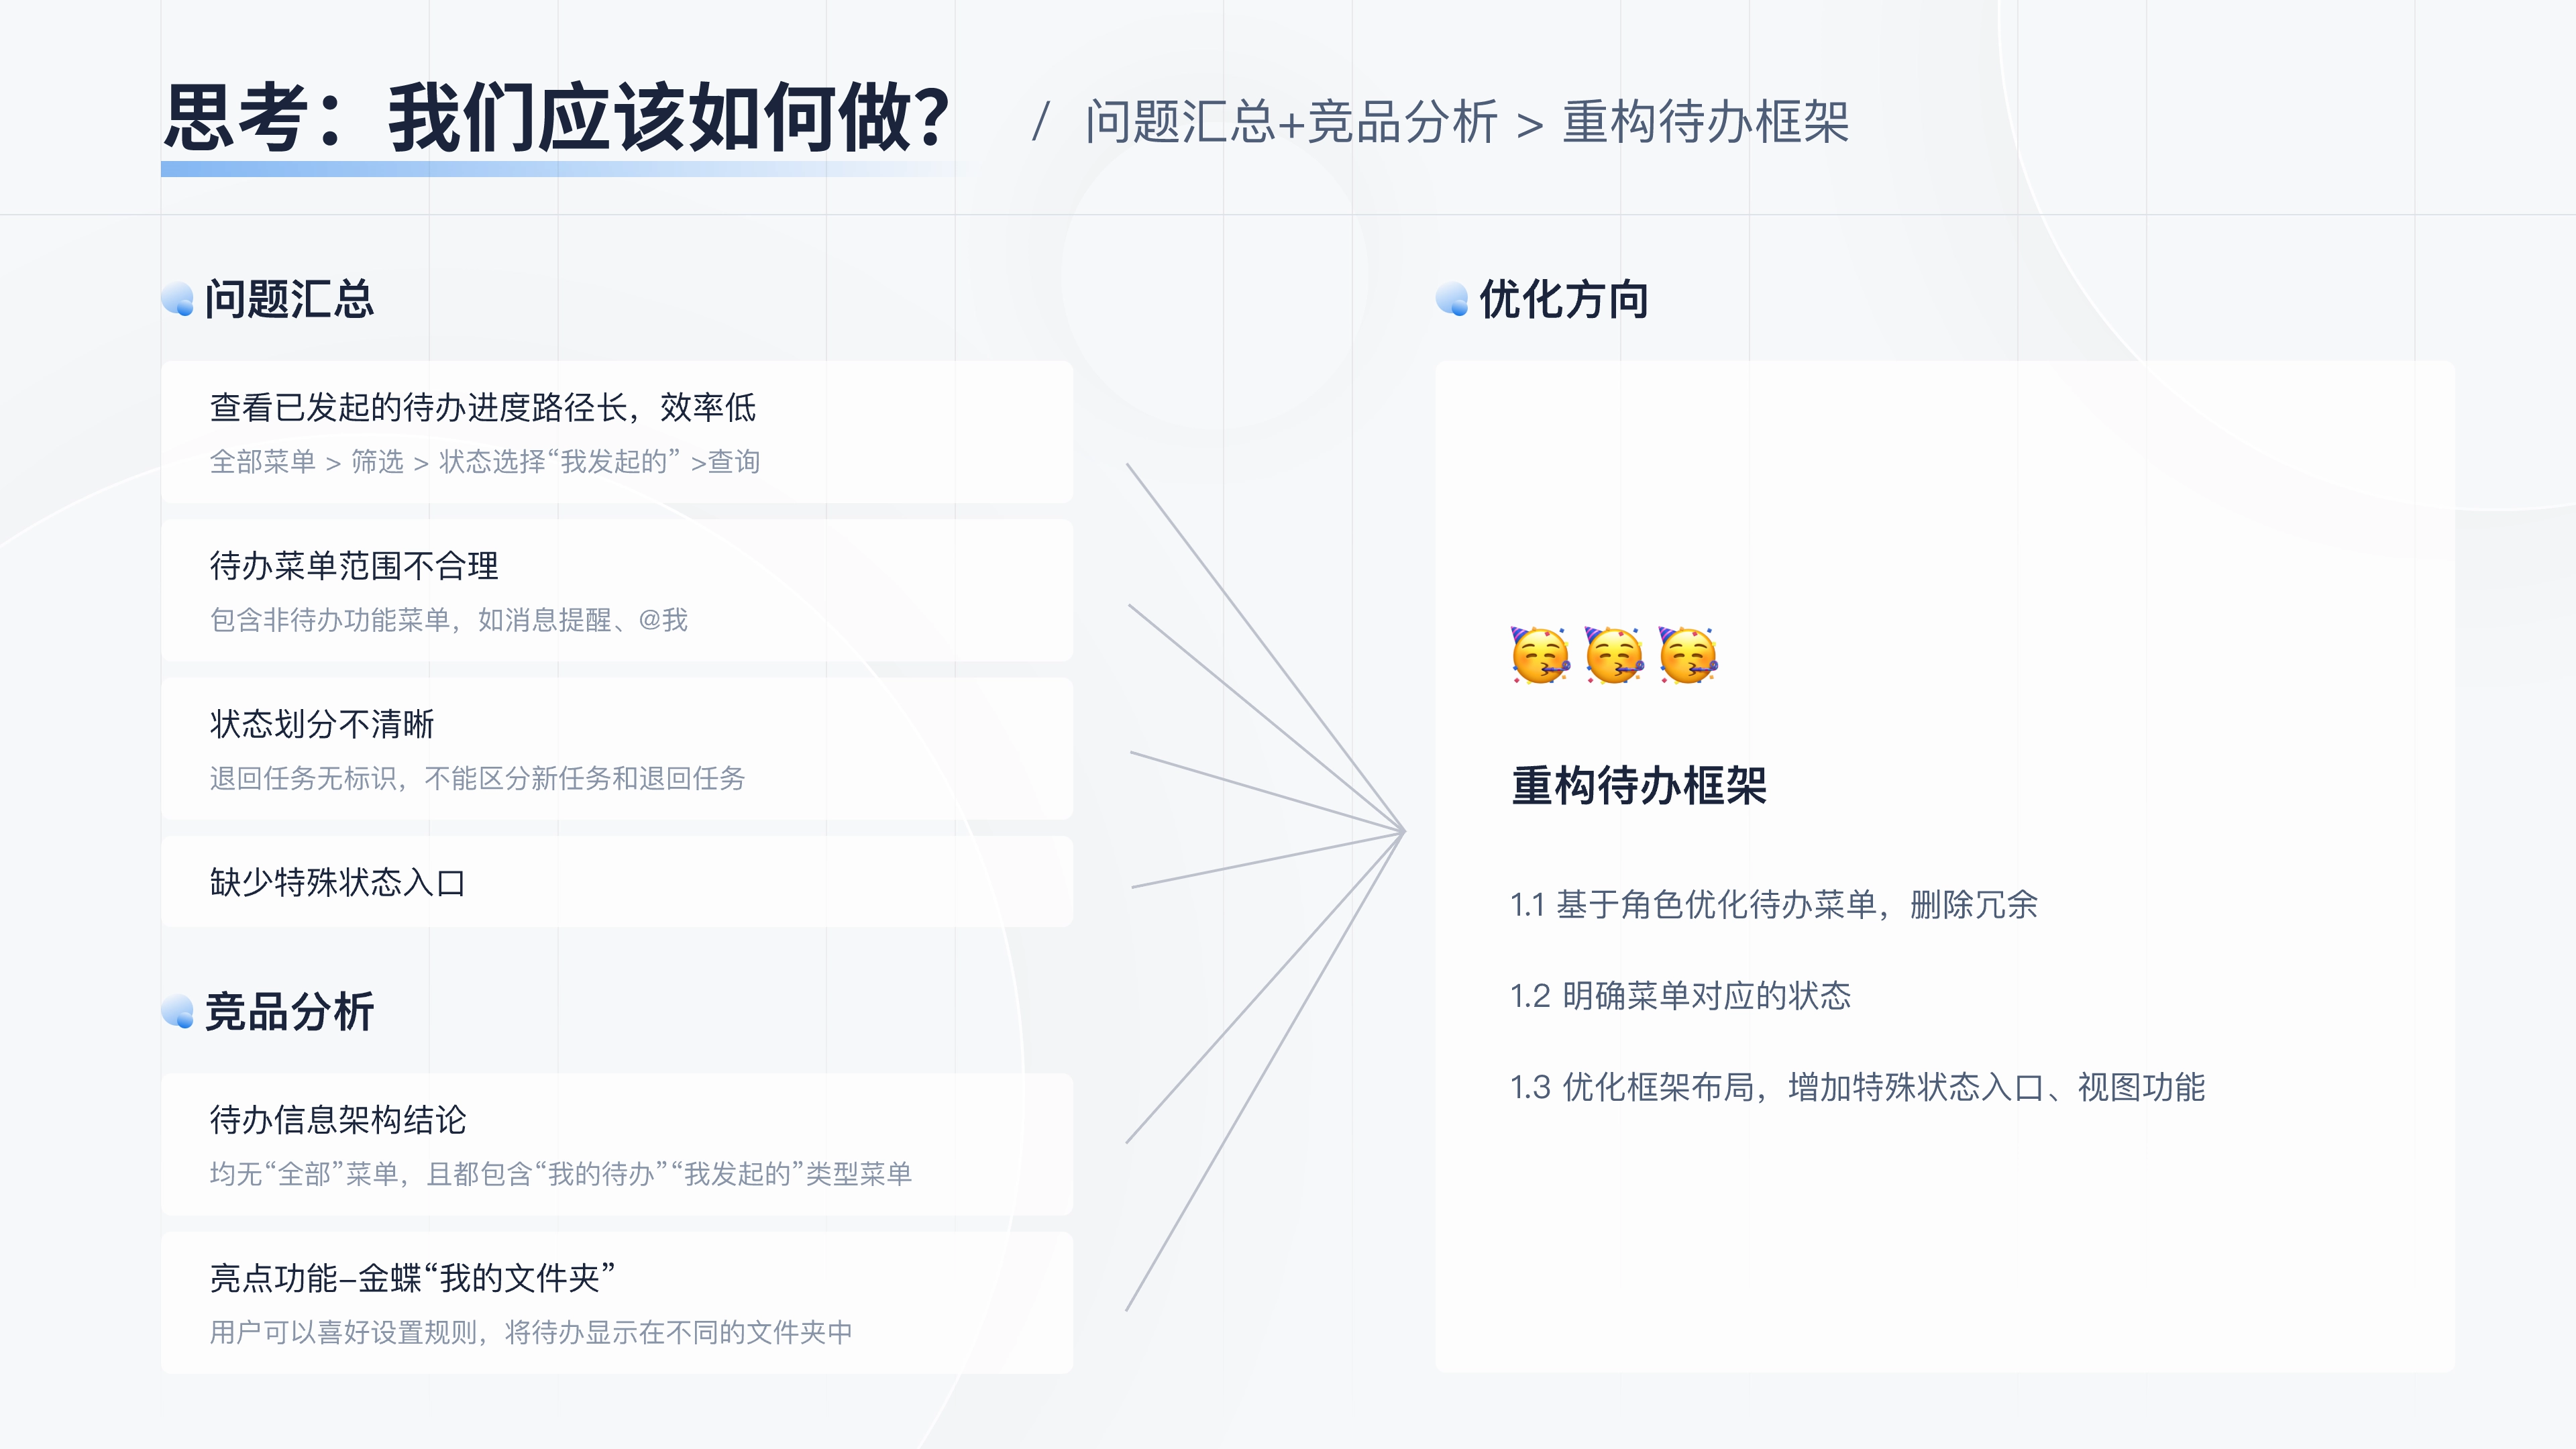 思考：我们应该如何做？ / 问题汇总+竞品分析 > 重构待办框架
问题汇总
查看已发起的待办进度路径长，效率低
全部菜单 > 筛选 > 状态选择“我发起的” >查询
待办菜单范围不合理
包含非待办功能菜单，如消息提醒、@我
状态划分不清晰
退回任务无标识，不能区分新任务和退回任务
缺少特殊状态入口
竞品分析
待办信息架构结论
均无“全部”菜单，且都包含“我的待办”“我发起的”类型菜单
亮点功能–金蝶“我的文件夹”
用户可以喜好设置规则，将待办显示在不同的文件夹中
优化方向
🥳🥳🥳
重构待办框架
1.1 基于角色优化待办菜单，删除冗余
1.2 明确菜单对应的状态
1.3 优化框架布局，增加特殊状态入口、视图功能